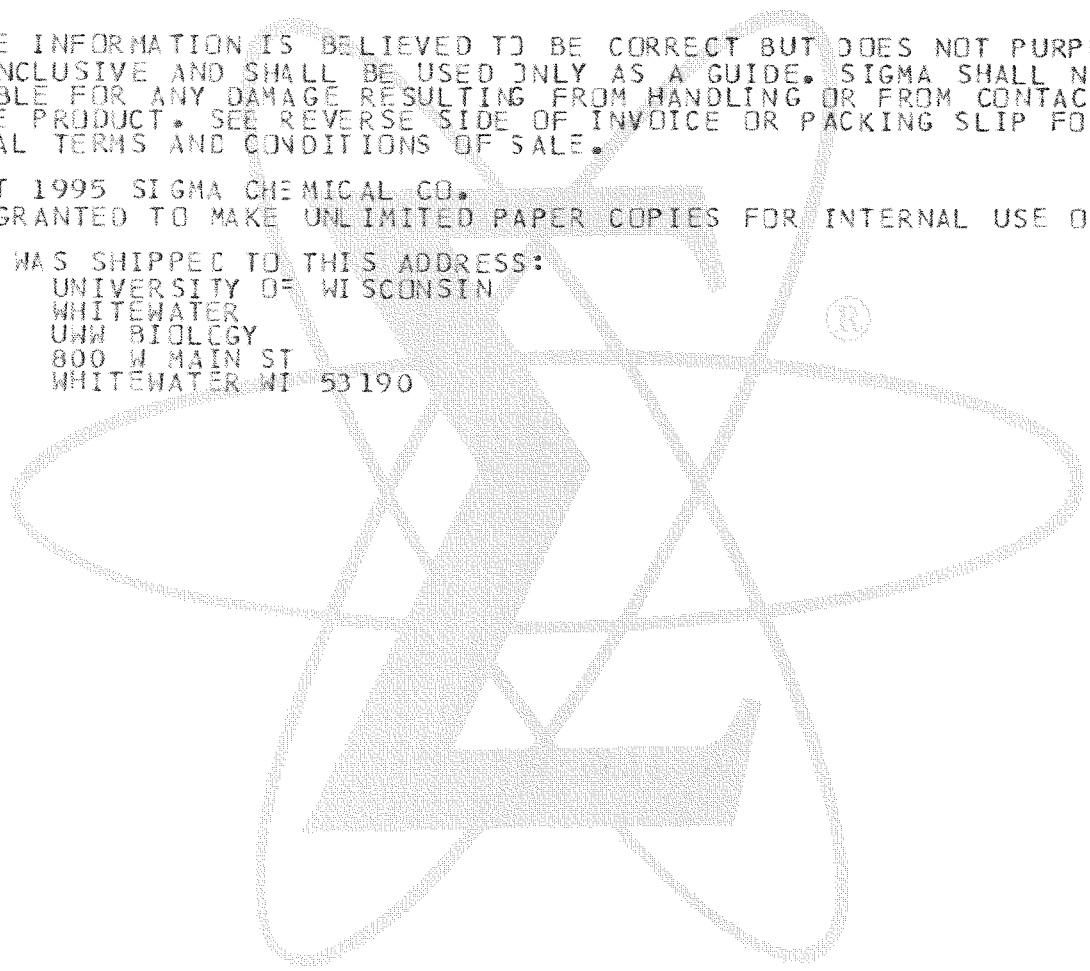 E INFORMATION IS BELIEVED TO BE CORRECT BUT DOES NOT PURP
NCLUSIVE AND SHALL BE USED ONLY AS A GUIDE. SIGMA SHALL N
BLE FOR ANY DAMAGE RESULTING FROM HANDLING OR FROM CONTAC
E PRODUCT. SEE REVERSE SIDE OF INVOICE OR PACKING SLIP FO
AL TERMS AND CONDITIONS OF SALE.
T 1995 SIGMA CHEMICAL CO.
GRANTED TO MAKE UNLIMITED PAPER COPIES FOR INTERNAL USE O
WAS SHIPPED TO THIS ADDRESS:
UNIVERSITY OF WISCONSIN
WHITEWATER
UWW BIOLOGY
800 W MAIN ST
WHITEWATER WI 53190
Σ
®